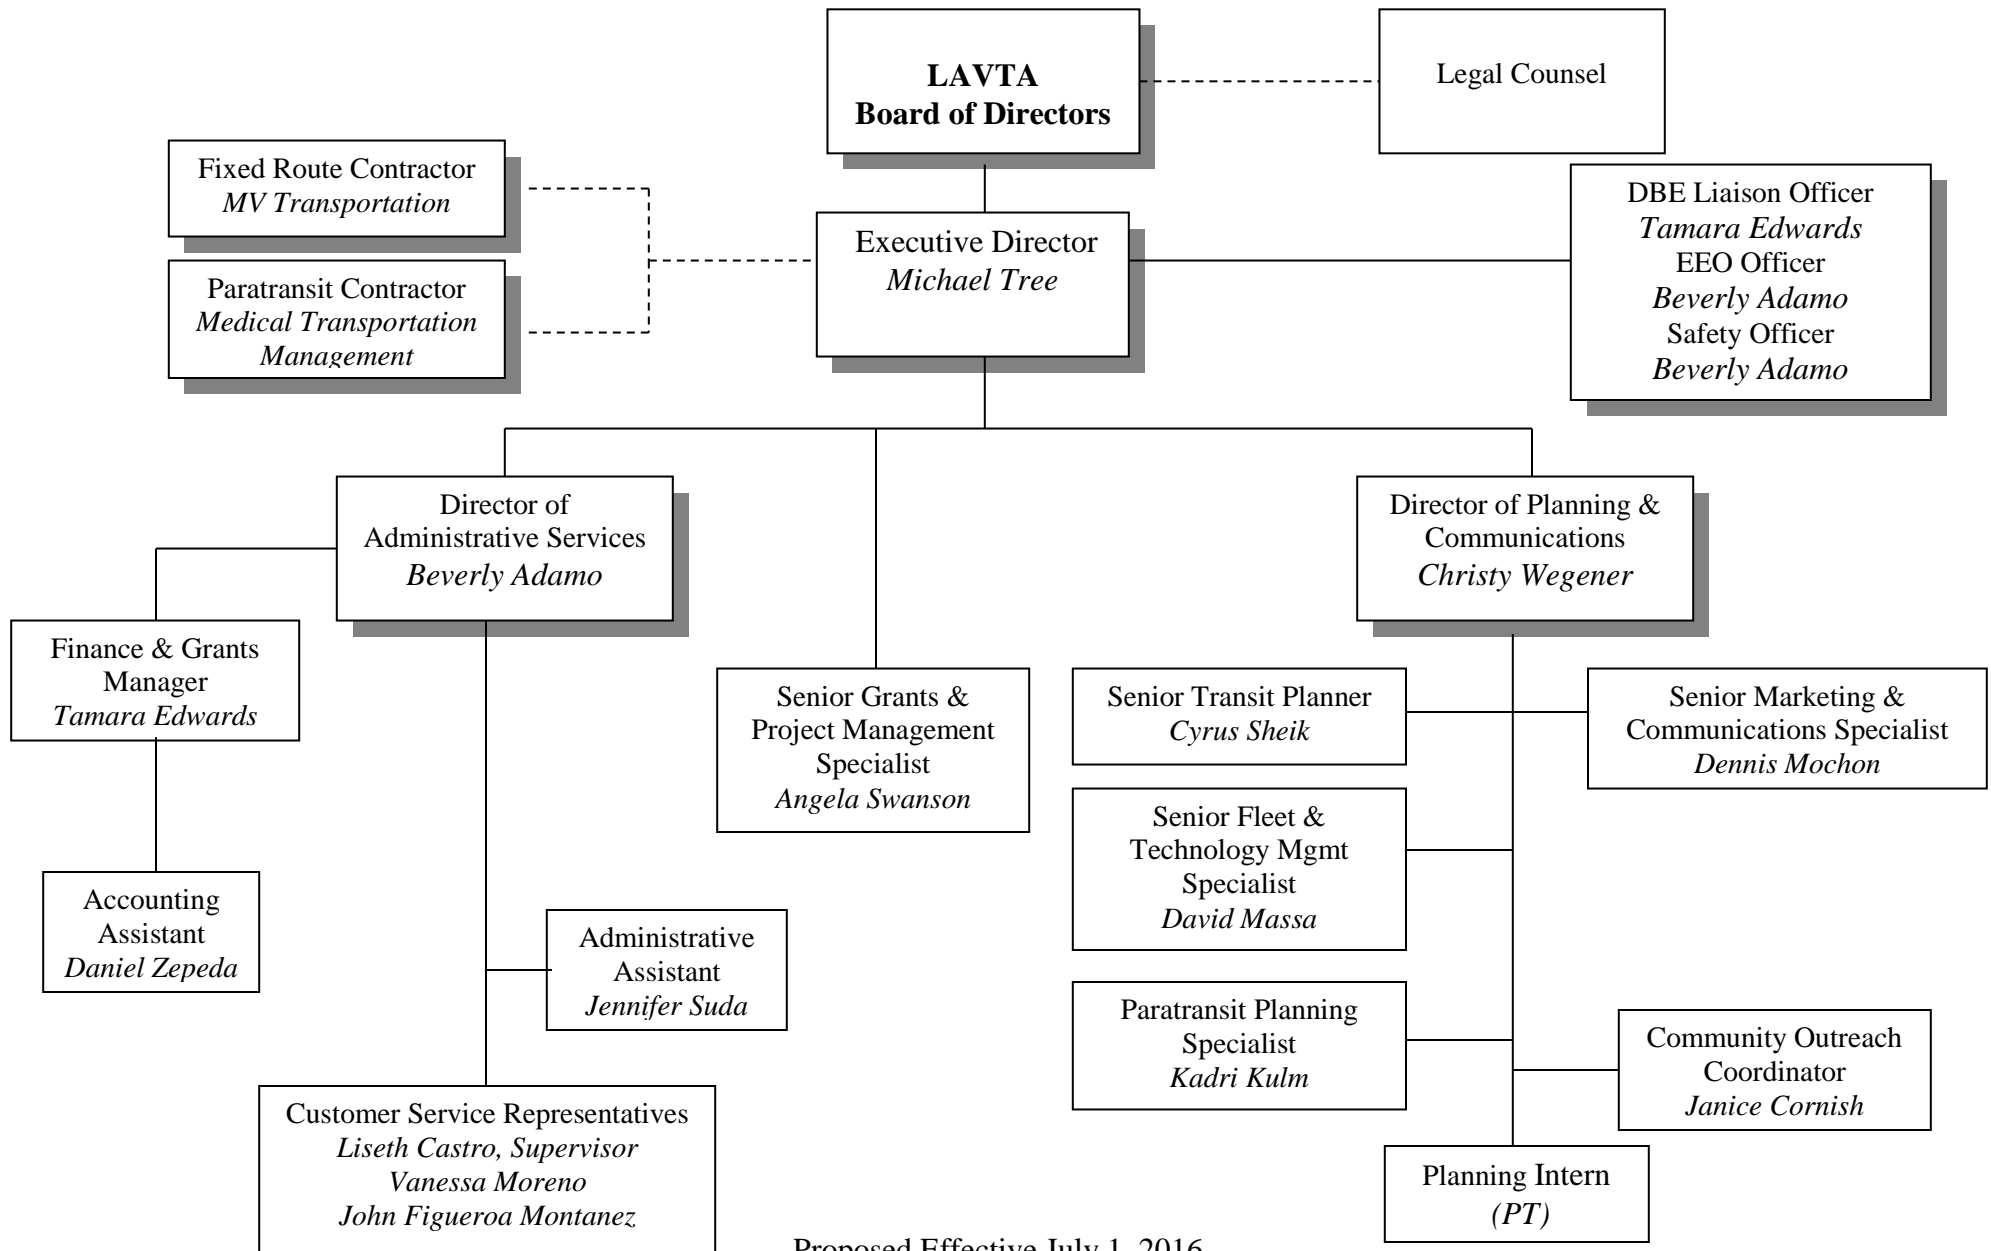 LAVTA
Board of Directors
Legal Counsel
Fixed Route Contractor
MV Transportation
Paratransit Contractor
Medical Transportation
Management
Executive Director
Michael Tree
DBE Liaison Officer
Tamara Edwards
EEO Officer
Beverly Adamo
Safety Officer
Beverly Adamo
Director of
Administrative Services
Beverly Adamo
Director of Planning &
Communications
Christy Wegener
Finance & Grants
Manager
Tamara Edwards
Senior Grants &
Project Management
Specialist
Angela Swanson
Senior Transit Planner
Cyrus Sheik
Senior Marketing &
Communications Specialist
Dennis Mochon
Senior Fleet &
Technology Mgmt
Specialist
David Massa
Accounting
Assistant
Daniel Zepeda
Administrative
Assistant
Jennifer Suda
Paratransit Planning
Specialist
Kadri Kulm
Community Outreach
Coordinator
Janice Cornish
Customer Service Representatives
Liseth Castro, Supervisor
Vanessa Moreno
John Figueroa Montanez
Planning Intern
(PT)
Proposed Effective July 1, 2016